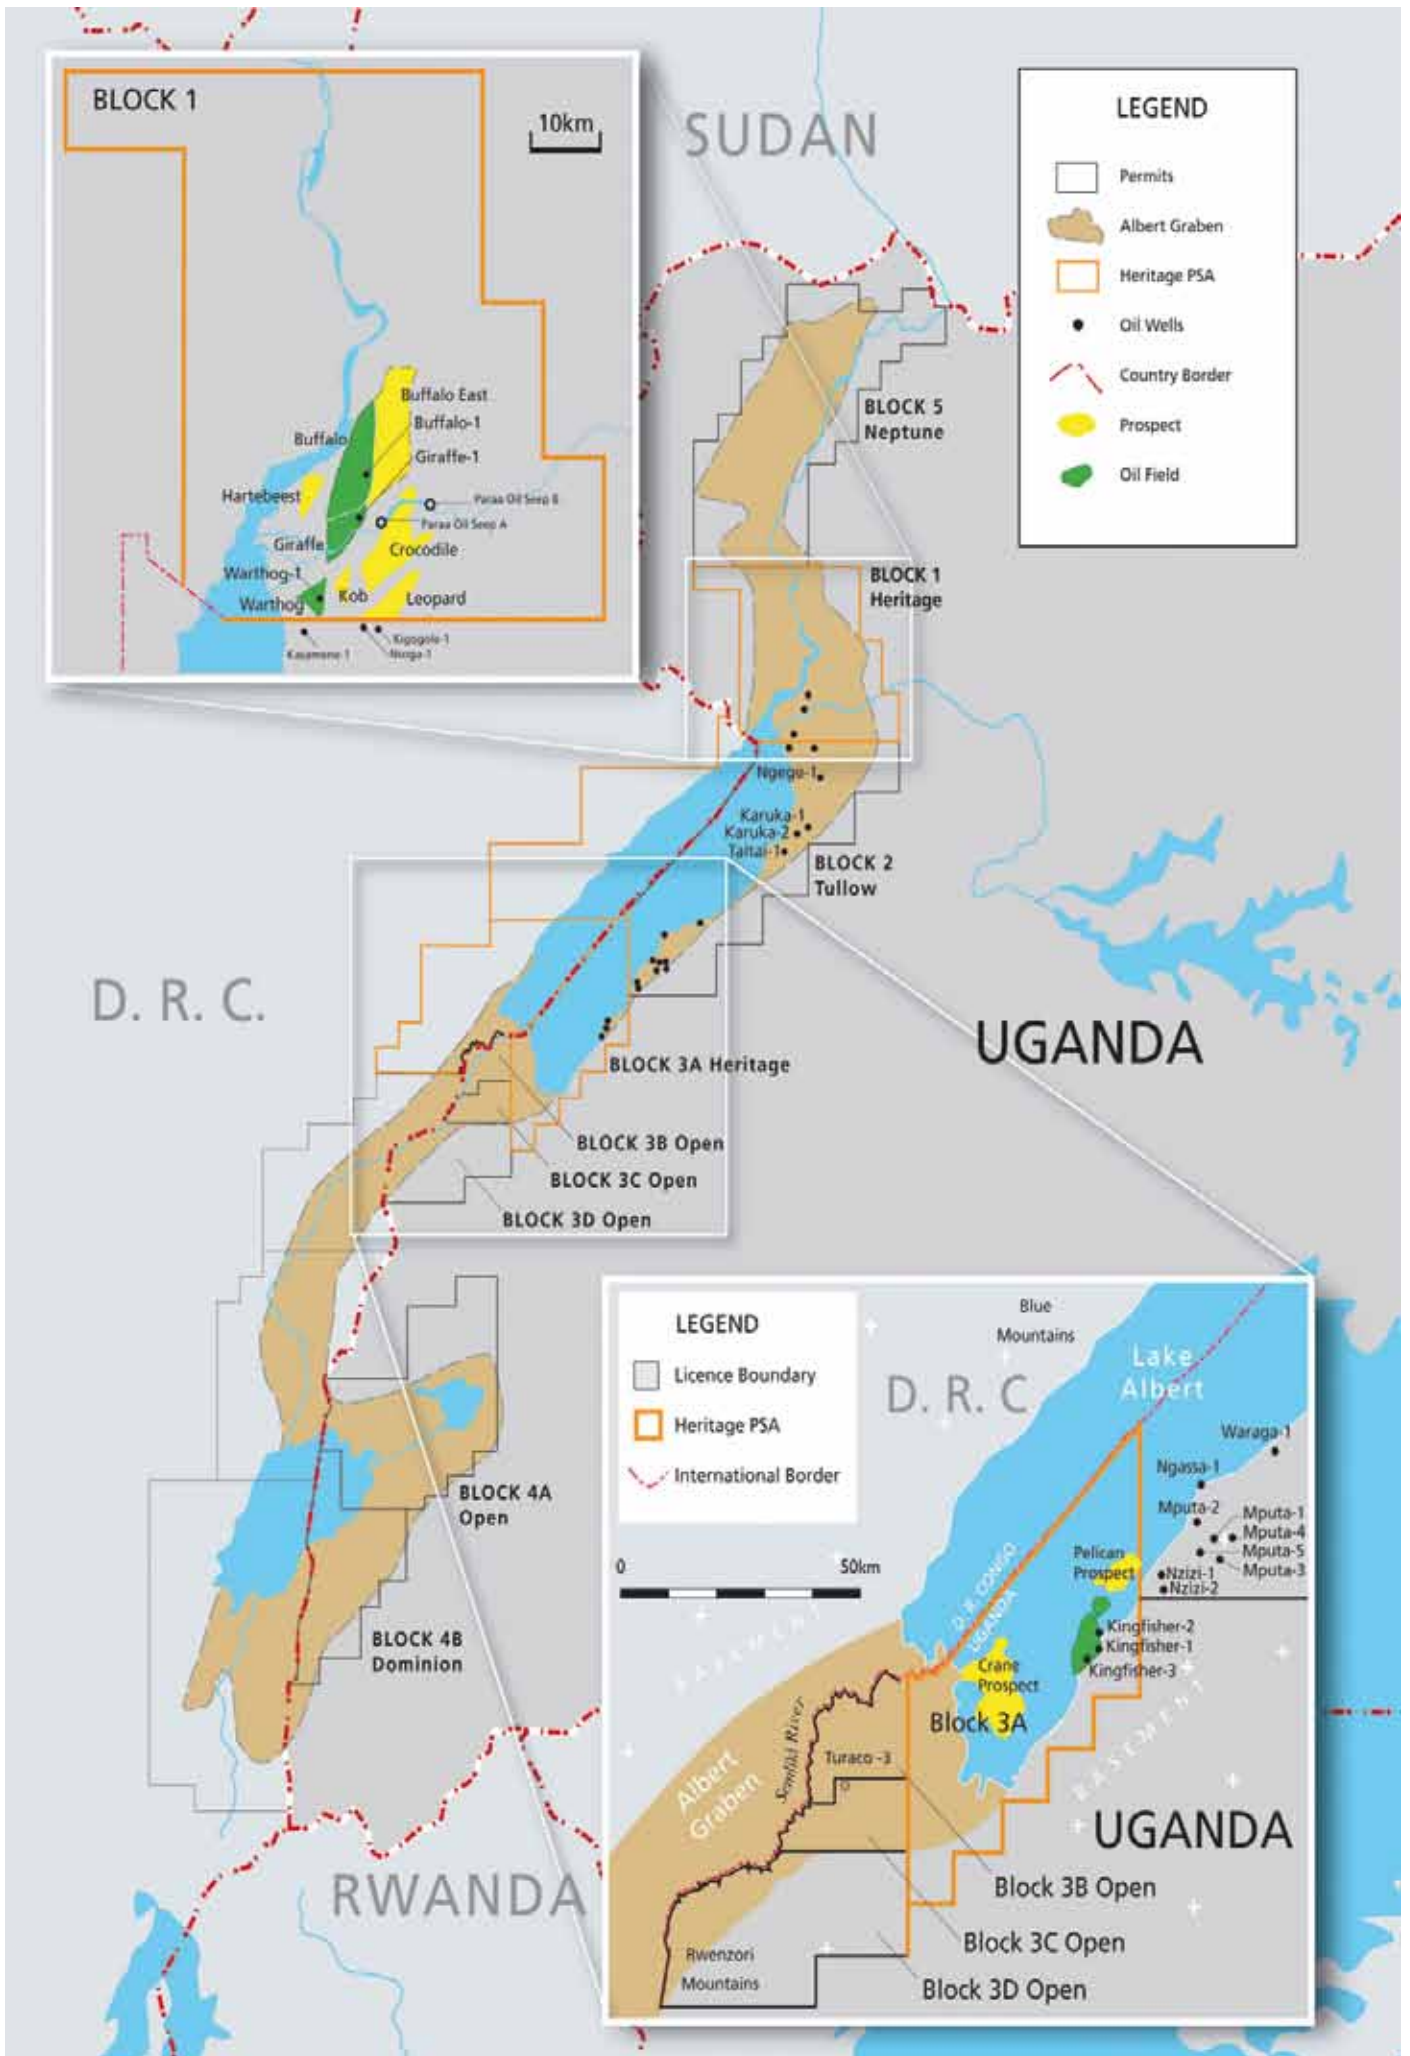 BLOCK 1
10km
Buffalo East
Buffalo-1
Buffalo
Giraffe-1
Hartebeest
Paraa Oil Seep B
Paraa Oil Seep A
Giraffe
Crocodile
Warthog-1
Kob
Leopard
Warthog
Kigogole-1
Kasamene-1
Nsoga-1
SUDAN
LEGEND
Permits
Albert Graben
Heritage PSA
Oil Wells
Country Border
Prospect
Oil Field
BLOCK 5
Neptune
BLOCK 1
Heritage
Ngege-1
Karuka-1
Karuka-2
Taitai-1
BLOCK 2
Tullow
D. R. C.
UGANDA
BLOCK 3A Heritage
BLOCK 3B Open
BLOCK 3C Open
BLOCK 3D Open
BLOCK 4A
Open
BLOCK 4B
Dominion
RWANDA
LEGEND
Licence Boundary
Heritage PSA
International Border
0 50km
Blue
Mountains
D. R. C
Lake
Albert
Waraga-1
Ngassa-1
Mputa-2
Mputa-1
Mputa-4
Mputa-5
Mputa-3
Pelican
Prospect
Nzizi-1
Nzizi-2
D. R. CONGO
UGANDA
BASEMENT
Kingfisher-2
Kingfisher-1
Kingfisher-3
Crane
Prospect
Block 3A
Semliki River
Turaco -3
BASEMENT
Albert
Graben
UGANDA
Block 3B Open
Block 3C Open
Rwenzori
Mountains
Block 3D Open